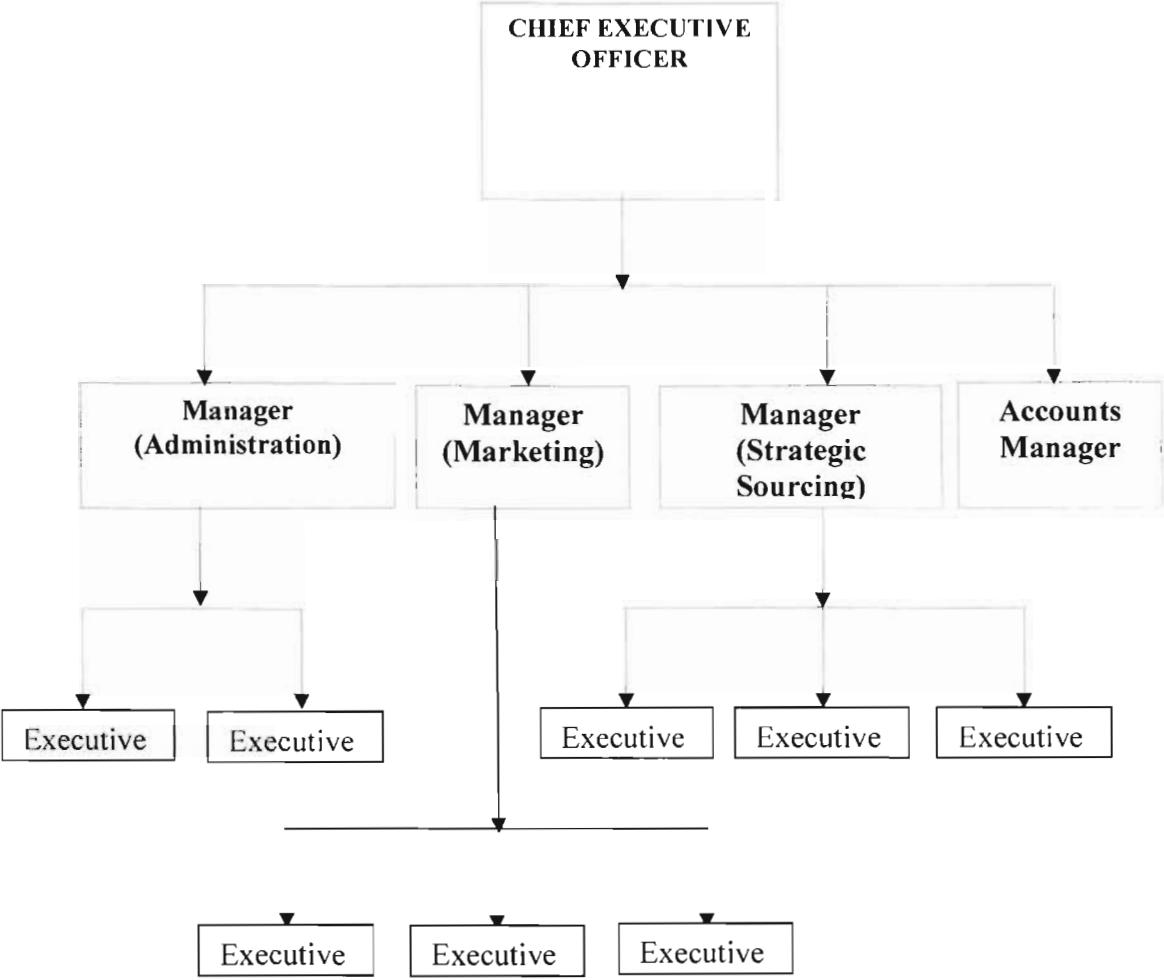 CHIEF EXECUTIVE
OFFICER
Manager
(Administration)
Manager
(Marketing)
Manager
(Strategic
Sourcing)
Accounts
Manager
Executive
Executive
Executive
Executive
Executive
Executive
Executive
Executive